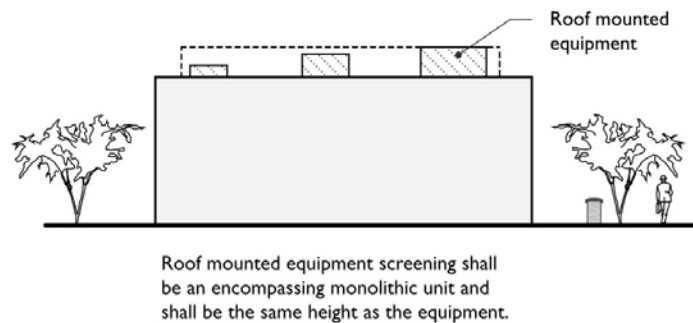 Roof mounted
equipment
Roof mounted equipment screening shall
be an encompassing monolithic unit and
shall be the same height as the equipment.